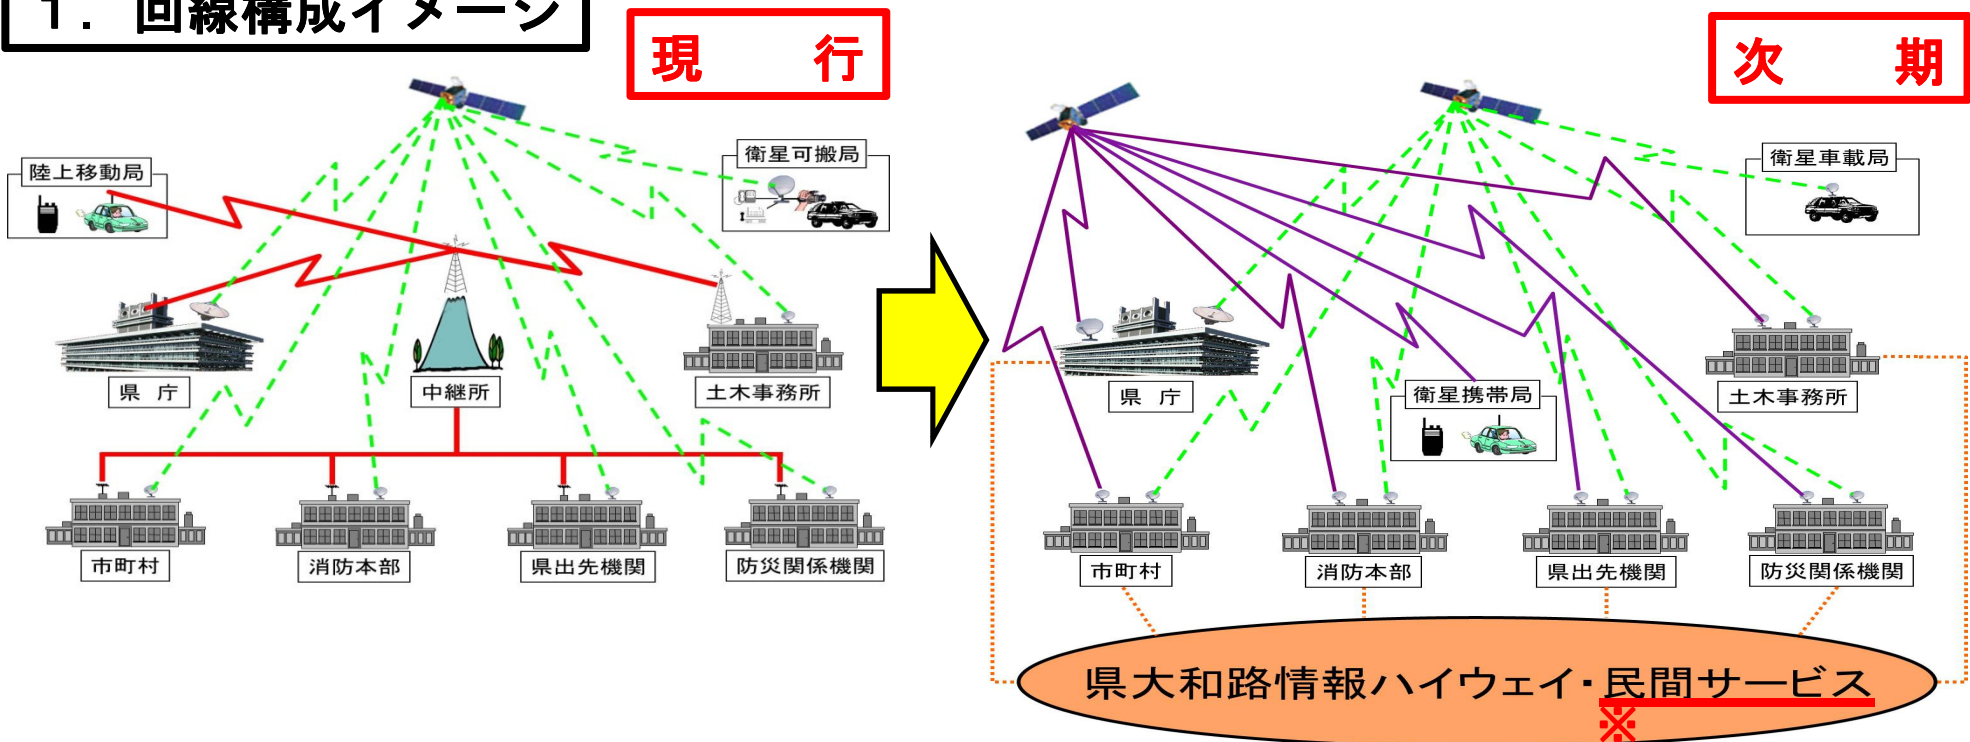 １．回線構成イメージ
現　　行
陸上移動局
衛星可搬局
県 庁
中継所
土木事務所
市町村
消防本部
県出先機関
防災関係機関
次　　期
衛星車載局
県 庁
衛星携帯局
土木事務所
市町村
消防本部
県出先機関
防災関係機関
県大和路情報ハイウェイ・民間サービス
※